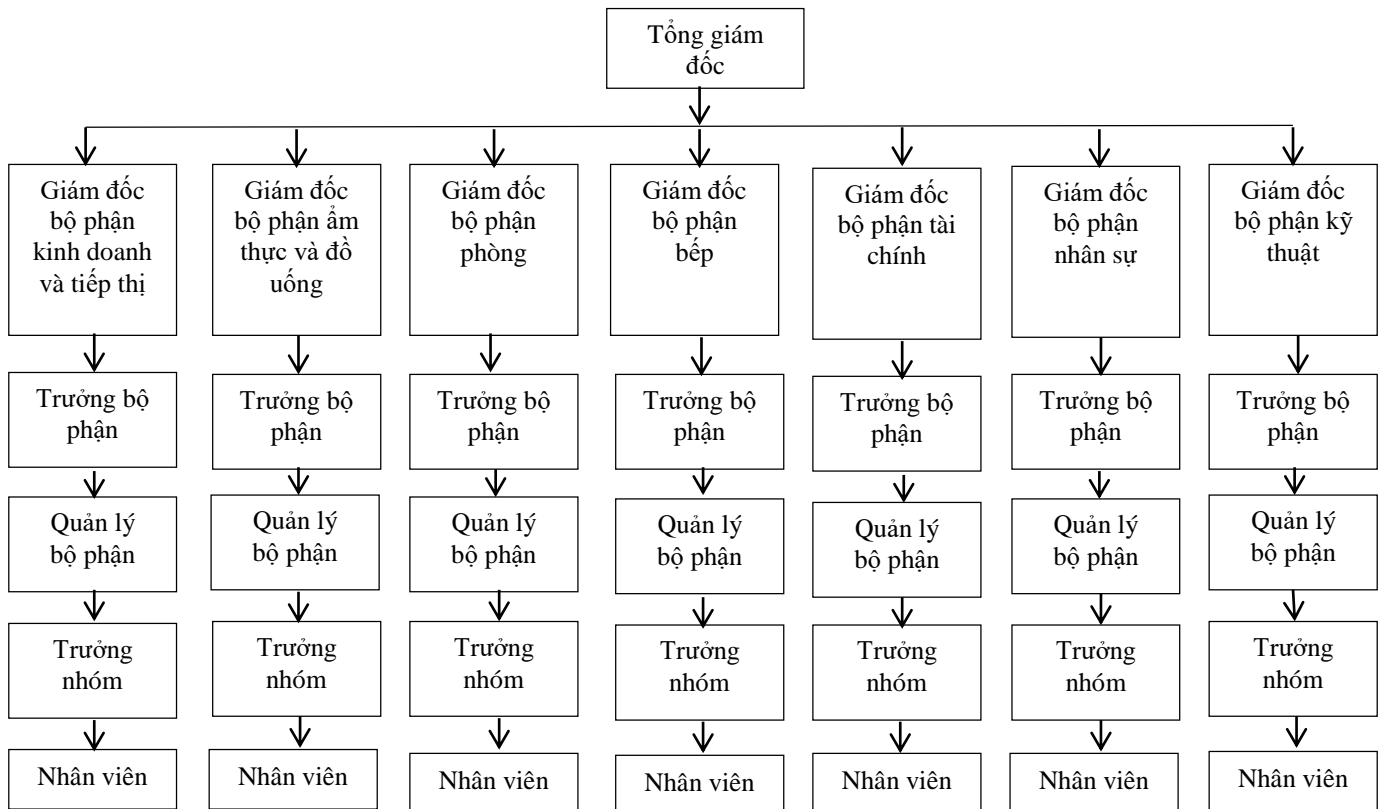 Tổng giám
đốc
Giám đốc
bộ phận
kinh doanh
và tiếp thị
Giám đốc
bộ phận ẩm
thực và đồ
uống
Giám đốc
bộ phận
phòng
Giám đốc
bộ phận
bếp
Giám đốc
bộ phận tài
chính
Giám đốc
bộ phận
nhân sự
Giám đốc
bộ phận kỹ
thuật
Trưởng bộ
phận
Trưởng bộ
phận
Trưởng bộ
phận
Trưởng bộ
phận
Trưởng bộ
phận
Trưởng bộ
phận
Trưởng bộ
phận
Quản lý
bộ phận
Quản lý
bộ phận
Quản lý
bộ phận
Quản lý
bộ phận
Quản lý
bộ phận
Quản lý
bộ phận
Quản lý
bộ phận
Trưởng
nhóm
Trưởng
nhóm
Trưởng
nhóm
Trưởng
nhóm
Trưởng
nhóm
Trưởng
nhóm
Trưởng
nhóm
Nhân viên
Nhân viên
Nhân viên
Nhân viên
Nhân viên
Nhân viên
Nhân viên